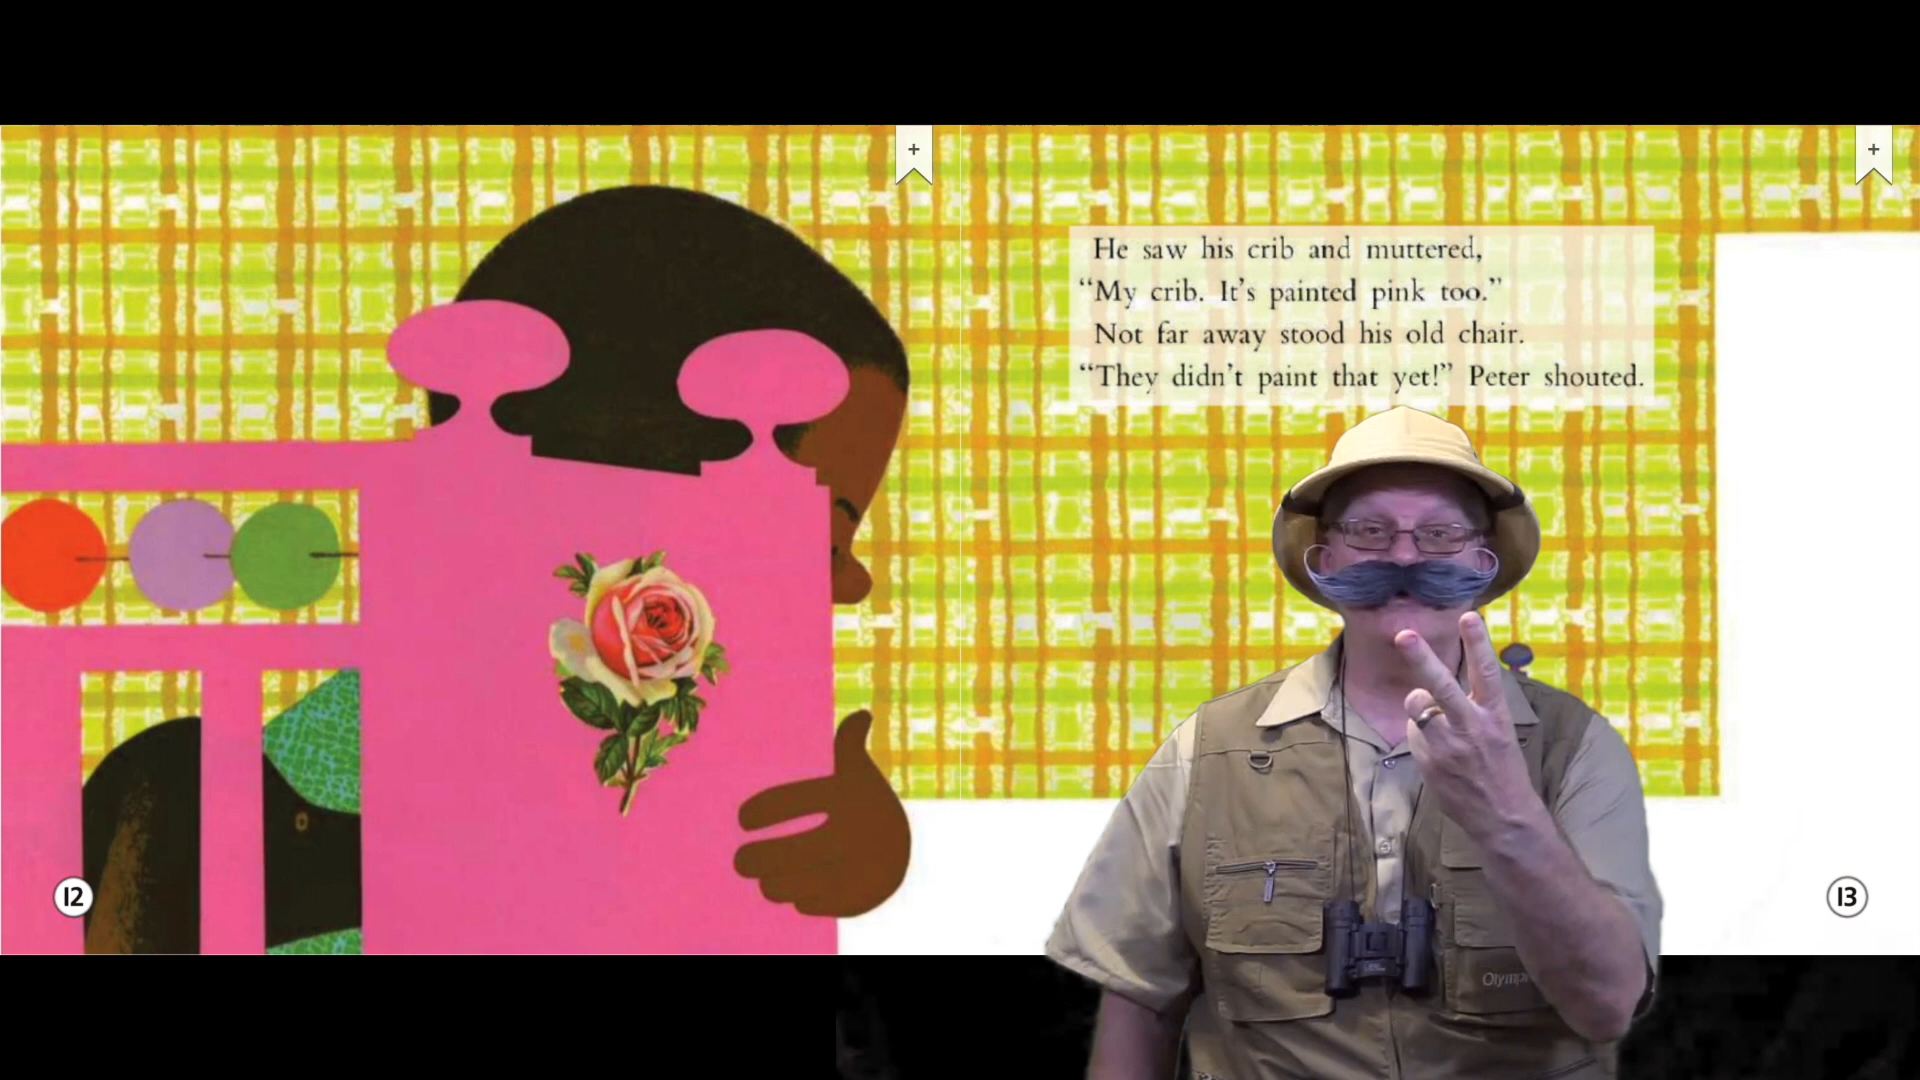 He saw his crib and muttered,
“My crib. It’s painted pink too.”
Not far away stood his old chair.
“They didn’t paint that yet!” Peter shouted.
12
13